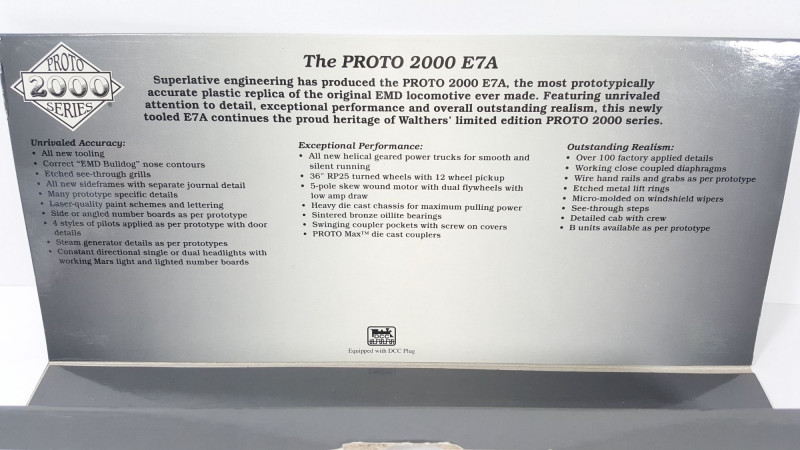 PROTO
2000
SERIES
The PROTO 2000 E7A
Superlative engineering has produced the PROTO 2000 E7A, the most prototypically
accurate plastic replica of the original EMD locomotive ever made. Featuring unrivaled
attention to detail, exceptional performance and overall outstanding realism, this newly
tooled E7A continues the proud heritage of Walthers' limited edition PROTO 2000 series.
Unrivaled Accuracy:
• All new tooling
• Correct "EMD Bulldog" nose contours
• Etched see-through grills
• All new sideframes with separate journal detail
• Many prototype specific details
• Laser-quality paint schemes and lettering
• Side or angled number boards as per prototype
• 4 styles of pilots applied as per prototype with door
details
• Steam generator details as per prototypes
• Constant directional single or dual headlights with
working Mars light and lighted number boards
Exceptional Performance:
• All new helical geared power trucks for smooth and
silent running
• 36" RP25 turned wheels with 12 wheel pickup
• 5-pole skew wound motor with dual flywheels with
low amp draw
• Heavy die cast chassis for maximum pulling power
• Sintered bronze oillite bearings
• Swinging coupler pockets with screw on covers
• PROTO Max™ die cast couplers
Outstanding Realism:
• Over 100 factory applied details
• Working close coupled diaphragms
• Wire hand rails and grabs as per prototype
• Etched metal lift rings
• Micro-molded on windshield wipers
• See-through steps
• Detailed cab with crew
• B units available as per prototype
DCC
Equipped with DCC Plug